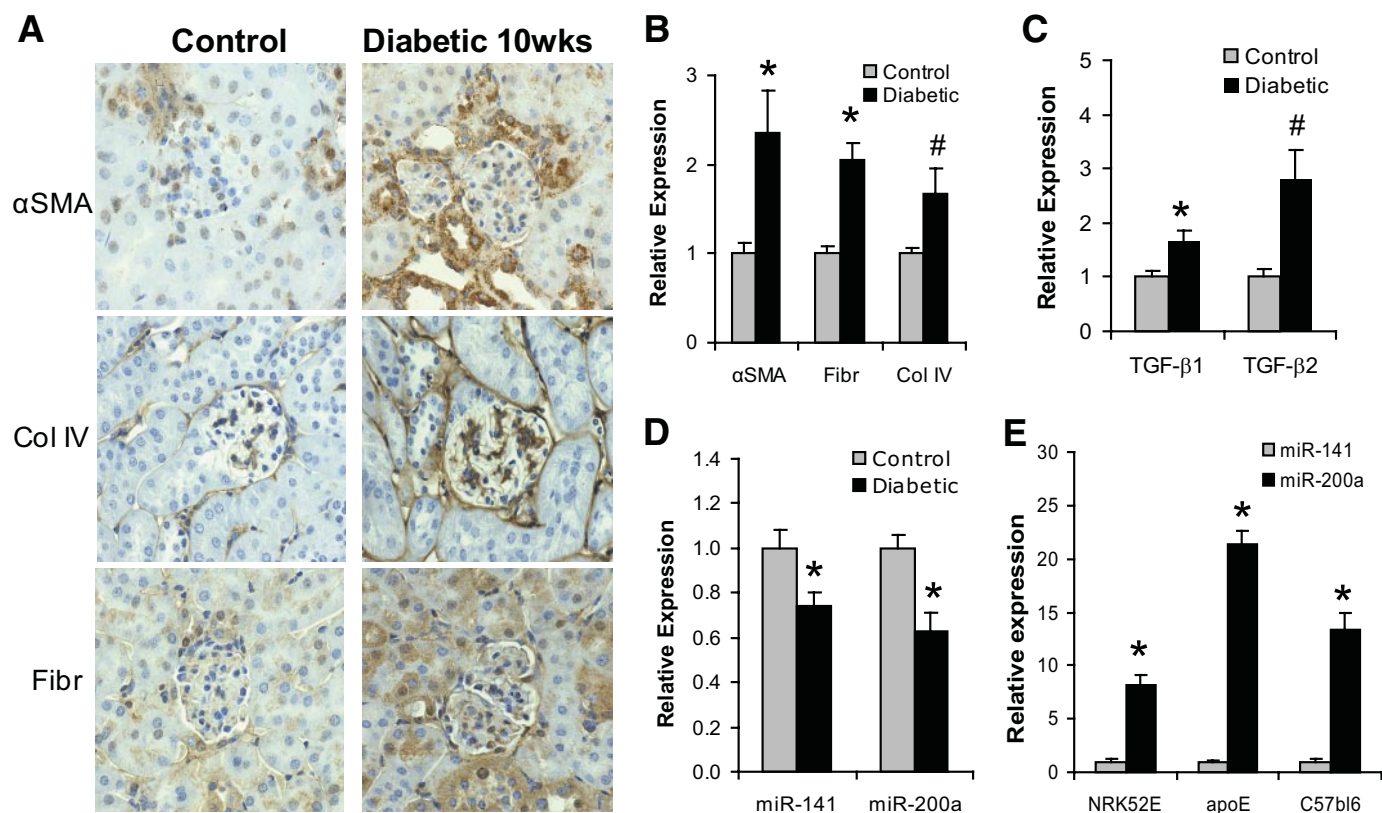 A
Control Diabetic 10wks
αSMA
Col IV
Fibr
B
Relative Expression
3
2
1
0
* * #
Control
Diabetic
αSMA Fibr Col IV
C
Relative Expression
5
4
3
2
1
0
* #
Control
Diabetic
TGF-β1 TGF-β2
D
Relative Expression
1.4
1.2
1.0
0.8
0.6
0.4
0.2
0.0
* *
Control
Diabetic
miR-141 miR-200a
E
Relative expression
30
25
20
15
10
5
0
* * *
miR-141
miR-200a
NRK52E apoE C57bl6